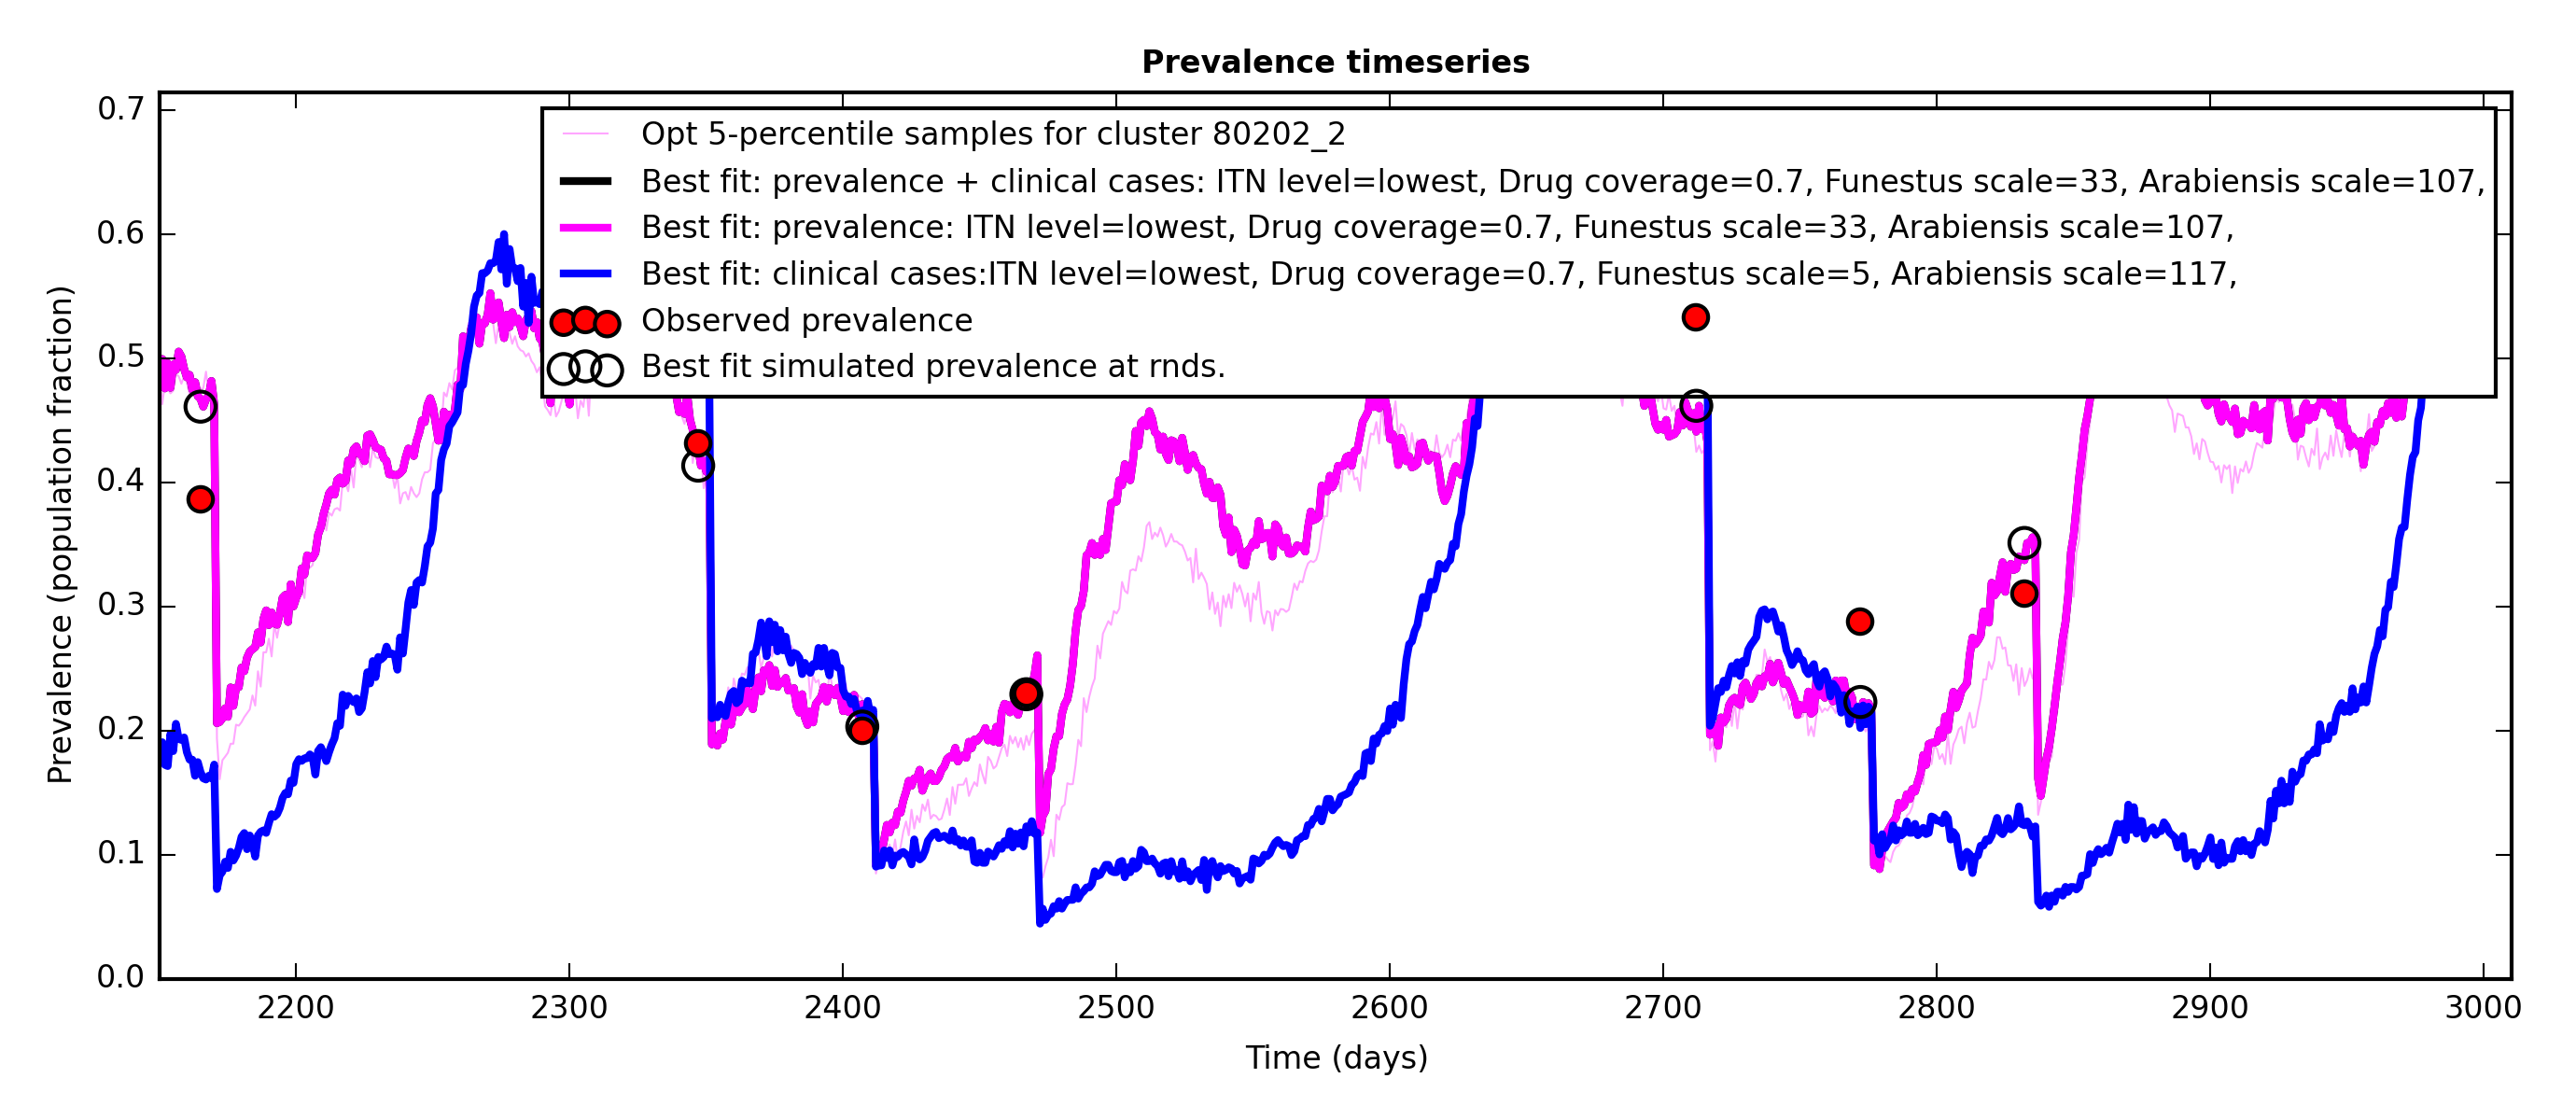 Prevalence timeseries
Prevalence (population fraction)
0.7
0.6
0.5
0.4
0.3
0.2
0.1
0.0
Opt 5-percentile samples for cluster 80202_2
Best fit: prevalence + clinical cases: ITN level=lowest, Drug coverage=0.7, Funestus scale=33, Arabiensis scale=107,
Best fit: prevalence: ITN level=lowest, Drug coverage=0.7, Funestus scale=33, Arabiensis scale=107,
Best fit: clinical cases:ITN level=lowest, Drug coverage=0.7, Funestus scale=5, Arabiensis scale=117,
Observed prevalence
Best fit simulated prevalence at rnds.
2200 2300 2400 2500 2600 2700 2800 2900 3000
Time (days)